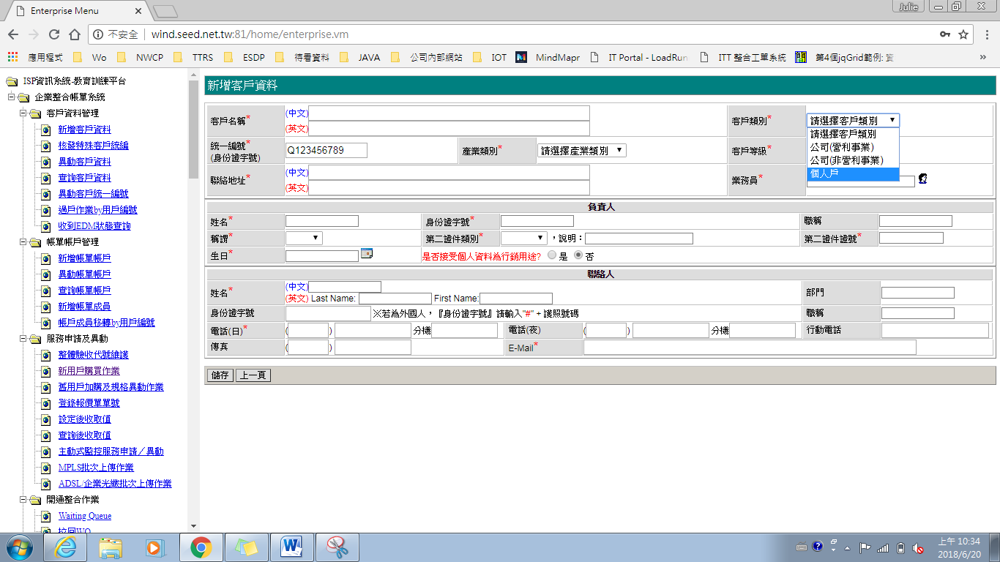 Enterprise Menu
Julie
不安全 wind.seed.net.tw:81/home/enterprise.vm
應用程式 Wo NWCP TTRS ESDP 待看資料 JAVA 公司內部網站 IOT MindMapr IT Portal - LoadRun ITT 整合工單系統 第4個jqGrid範例: 資 »
ISP資訊系統-教育訓練平台
企業整合帳單系統
客戶資料管理
新增客戶資料
核發特殊客戶統編
異動客戶資料
查詢客戶資料
異動客戶統一編號
過戶作業by用戶編號
收到EDM狀態查詢
帳單帳戶管理
新增帳單帳戶
異動帳單帳戶
查詢帳單帳戶
新增帳單成員
帳戶成員移轉by用戶編號
服務申請及異動
整體驗收代號維護
新用戶購買作業
舊用戶加購及規格異動作業
登錄報價單單號
設定後收取值
查詢後收取值
主動式監控服務申請／異動
MPLS批次上傳作業
ADSL/企業光纖批次上傳作業
開通整合作業
Waiting Queue
拉回WO
新增客戶資料
客戶名稱* (中文)
(英文)
客戶類別* 請選擇客戶類別
請選擇客戶類別
公司(營利事業)
公司(非營利事業)
個人戶
統一編號*
(身份證字號) Q123456789 產業類別* 請選擇產業類別 客戶等級*
聯絡地址* (中文)
(英文)
業務員*
負責人
姓名* 身份證字號* 職稱
稱謂* 第二證件類別* ，說明： 第二證件證號*
生日* 是否接受個人資料為行銷用途? 是 否
聯絡人
姓名* (中文)
(英文) Last Name: First Name:
部門
身份證字號 ※若為外國人，『身份證字號』請輸入"#" + 護照號碼 職稱
電話(日)* ( ) 分機 電話(夜) ( ) 分機 行動電話
傳真 ( ) E-Mail*
儲存 上一頁
上午 10:34
2018/6/20